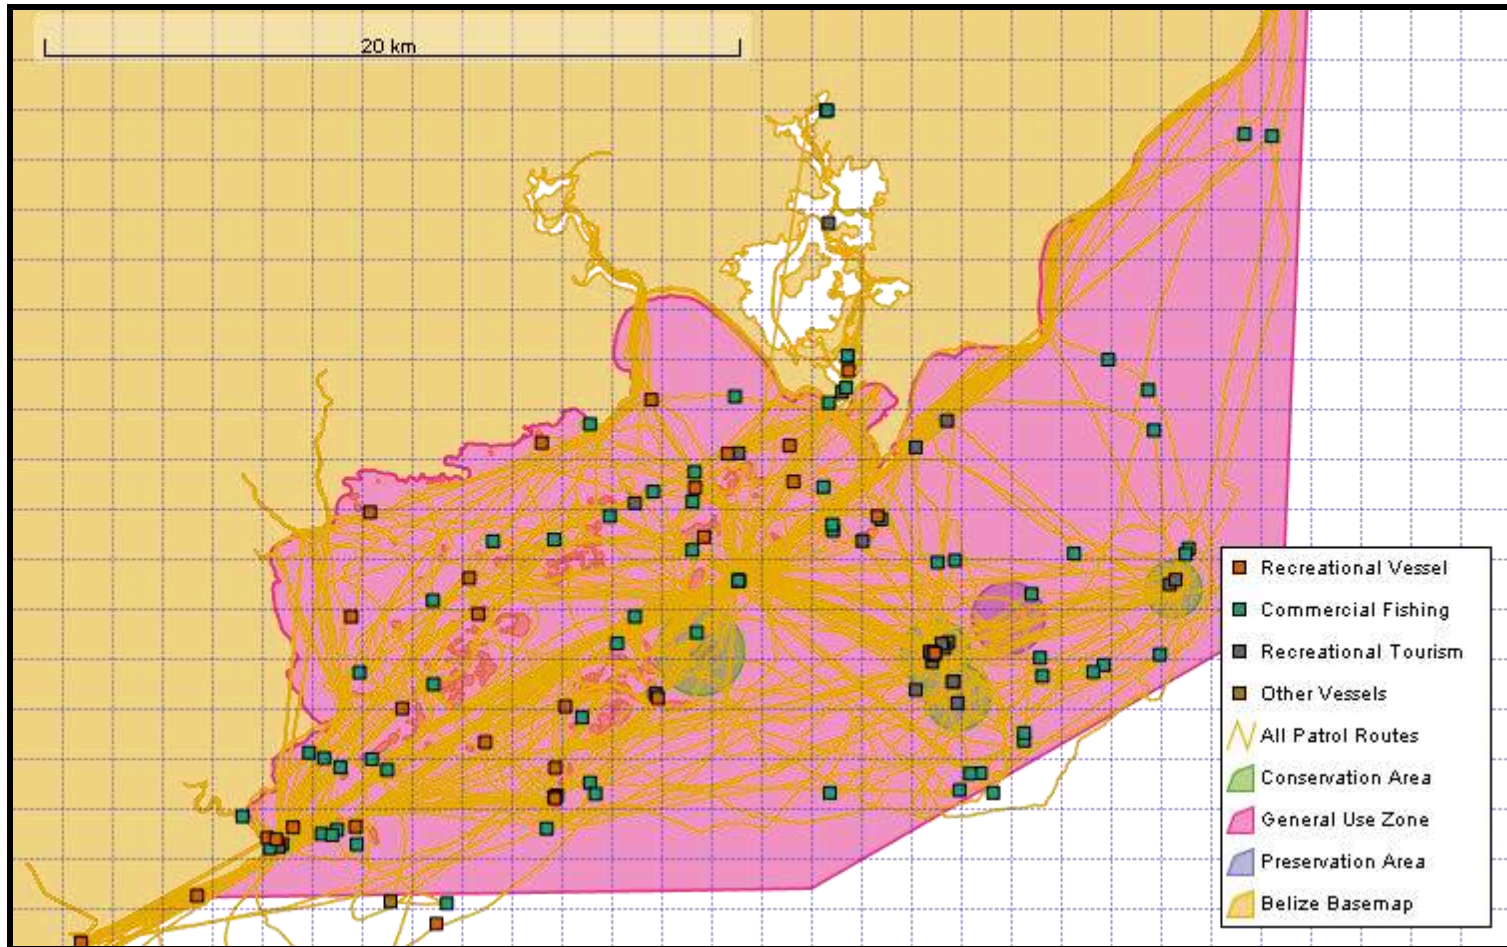 20 km
Recreational Vessel
Commercial Fishing
Recreational Tourism
Other Vessels
All Patrol Routes
Conservation Area
General Use Zone
Preservation Area
Belize Basemap